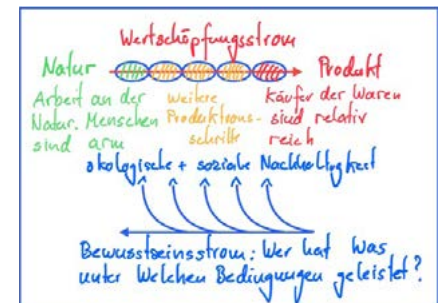 Wertschöpfungsstrom
Natur
Produkt
Arbeit an der
Natur. Menschen
sind arm
weitere
Produktions-
schritte
Käufer der Waren
sind relativ
reich
ökologische + soziale Nachhaltigkeit
Bewusstseinsstrom: Wer hat Was
unter Welchen Bedingungen geleistet?